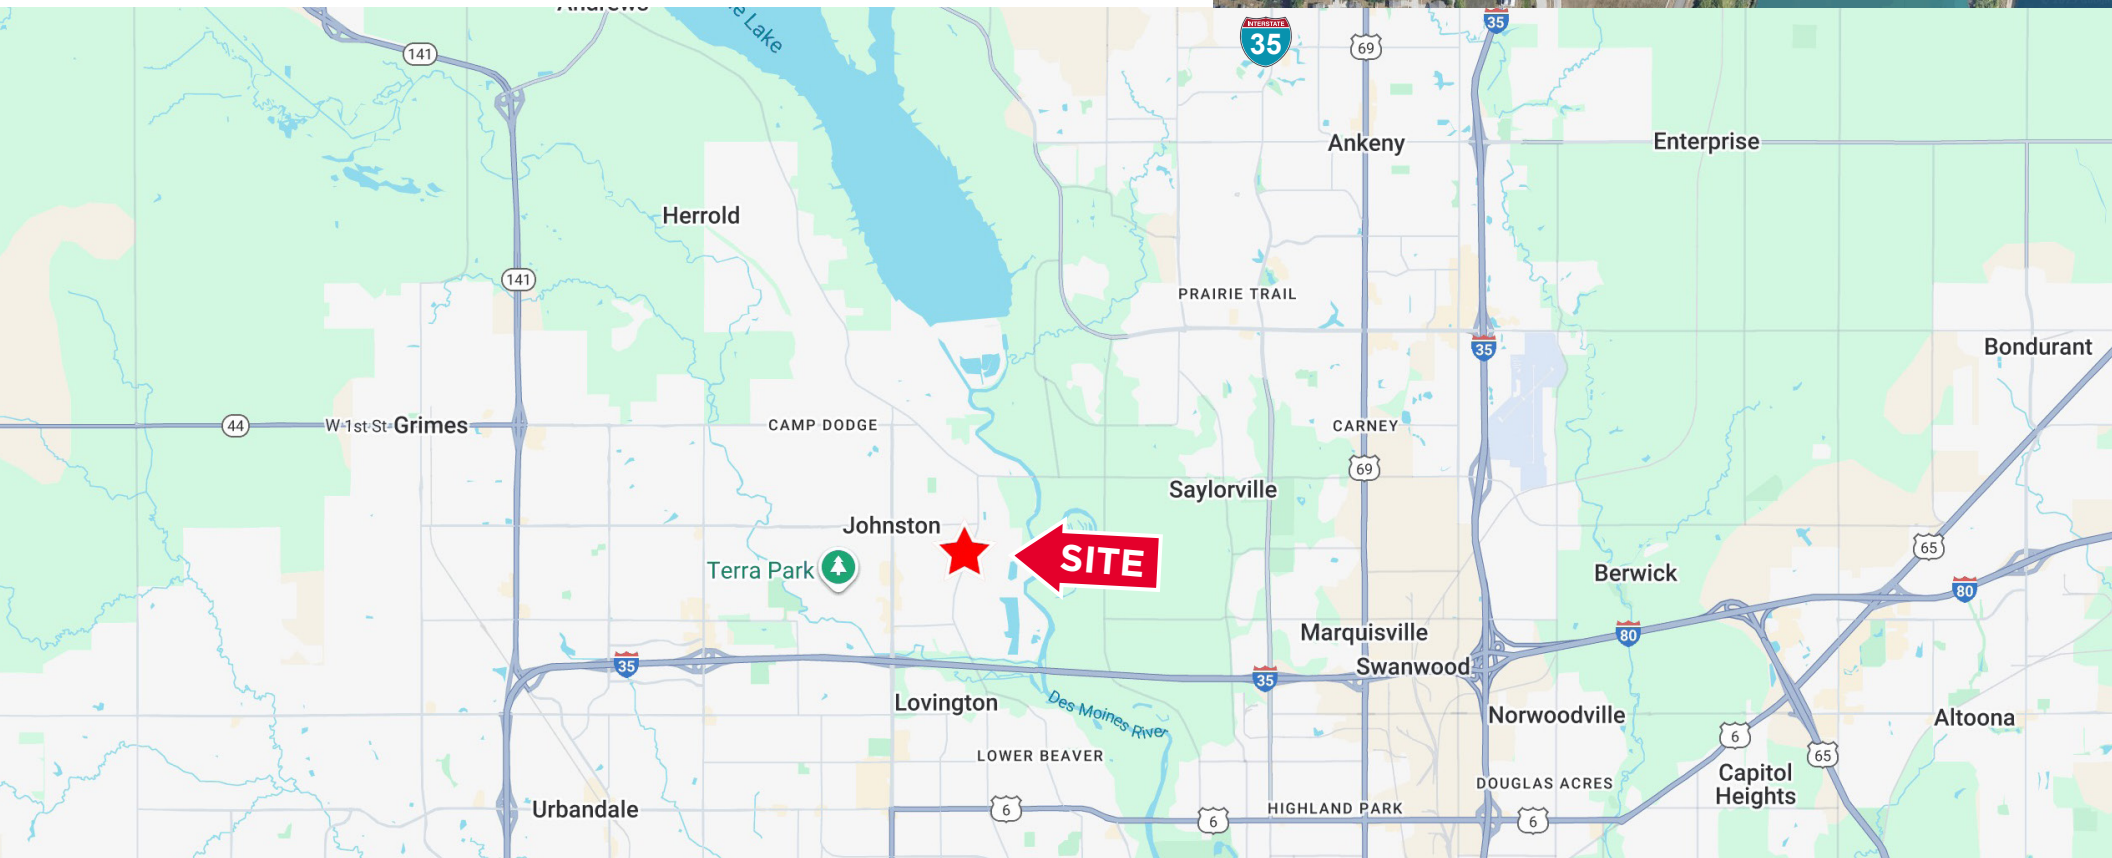 Andrews
e Lake
141
INTERSTATE
35
69
35
Ankeny
Enterprise
Herrold
141
PRAIRIE TRAIL
35
Bondurant
44
W 1st St
Grimes
CAMP DODGE
CARNEY
69
Saylorville
Johnston
SITE
Terra Park
65
Berwick
80
80
Marquisville
35
Swanwood
35
Lovington
Des Moines River
Norwoodville
Altoona
6
LOWER BEAVER
65
Capitol
Heights
DOUGLAS ACRES
Urbandale
6
HIGHLAND PARK
6
6